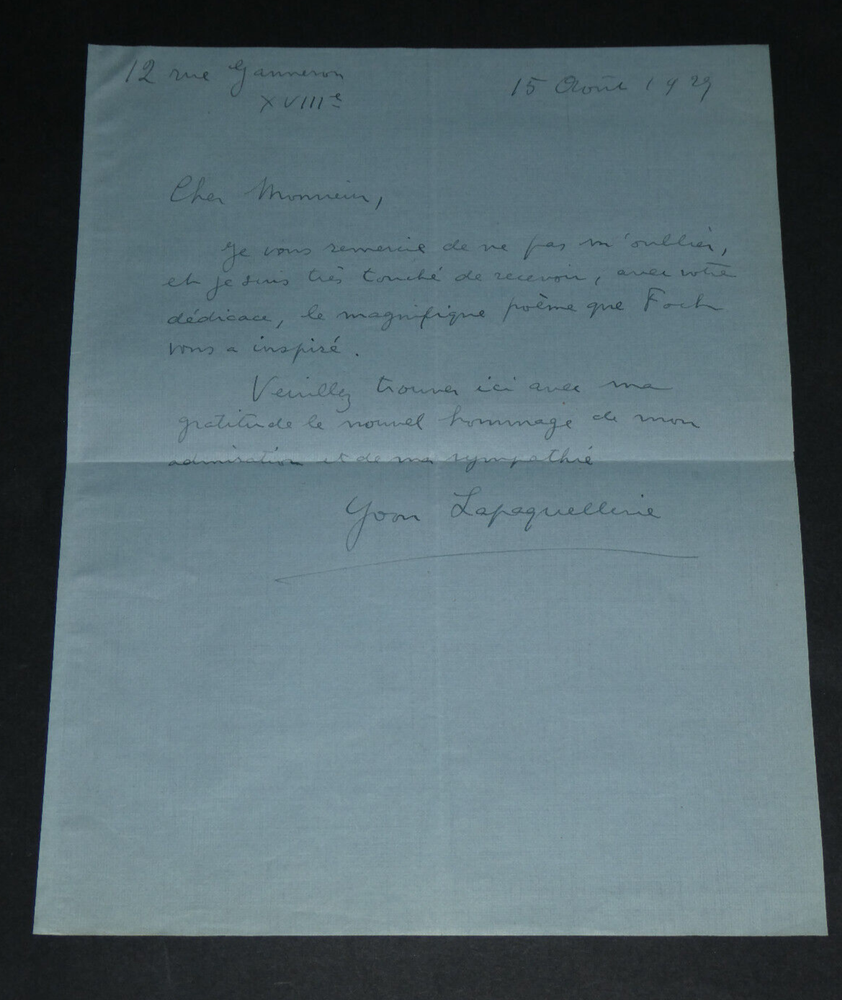 12 rue Ganneron
XVIIIe
15 Août 1929
Cher Monsieur,
Je vous remercie de ne pas m'oublier,
et je suis très touché de recevoir, avec votre
dédicace, le magnifique poème que Foch
vous a inspiré.
Veuillez trouver ici avec ma
gratitude le nouvel hommage de mon
admiration et de ma sympathie
Yvon Lapaquellerie